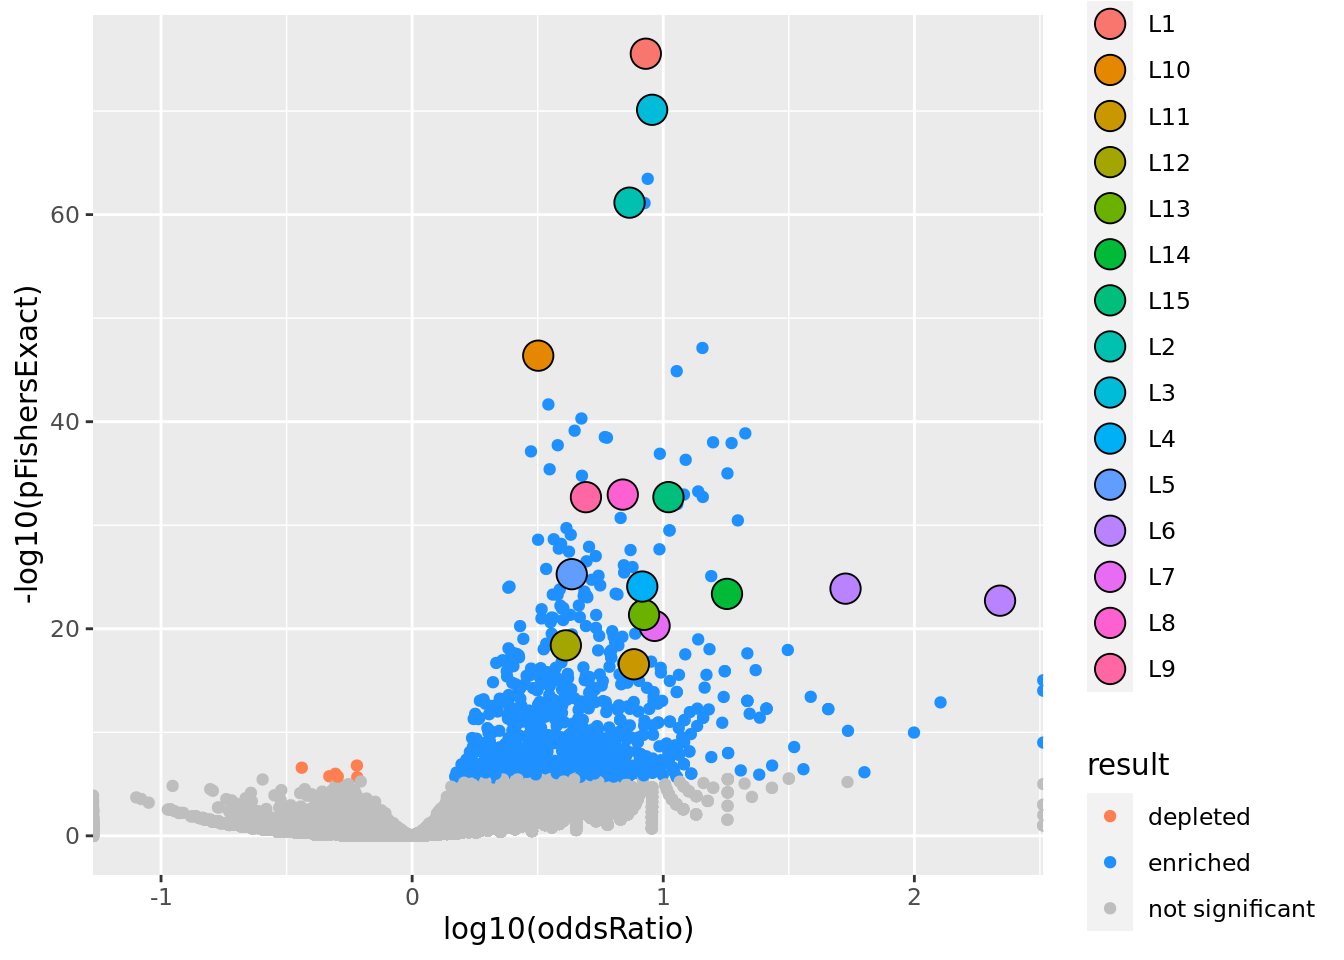 60
40
20
0
-1
0
1
2
log10(oddsRatio)
-log10(pFishersExact)
L1
L10
L11
L12
L13
L14
L15
L2
L3
L4
L5
L6
L7
L8
L9
result
depleted
enriched
not significant